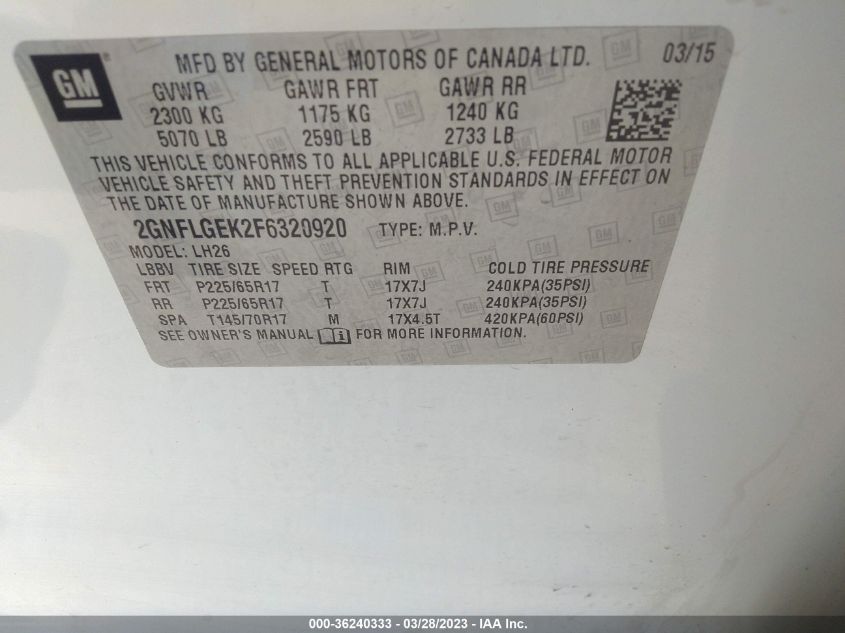 GM
MFD BY GENERAL MOTORS OF CANADA LTD. 03/15
GVWR GAWR FRT GAWR RR
2300 KG 1175 KG 1240 KG
5070 LB 2590 LB 2733 LB
THIS VEHICLE CONFORMS TO ALL APPLICABLE U.S. FEDERAL MOTOR
VEHICLE SAFETY AND THEFT PREVENTION STANDARDS IN EFFECT ON
THE DATE OF MANUFACTURE SHOWN ABOVE.
2GNFLGEK2F6320920 TYPE: M.P.V.
MODEL: LH26
LBBV TIRE SIZE SPEED RTG RIM COLD TIRE PRESSURE
FRT P225/65R17 T 17X7J 240KPA(35PSI)
RR P225/65R17 T 17X7J 240KPA(35PSI)
SPA T145/70R17 M 17X4.5T 420KPA(60PSI)
SEE OWNER'S MANUAL FOR MORE INFORMATION.
000-36240333 - 03/28/2023 - IAA Inc.